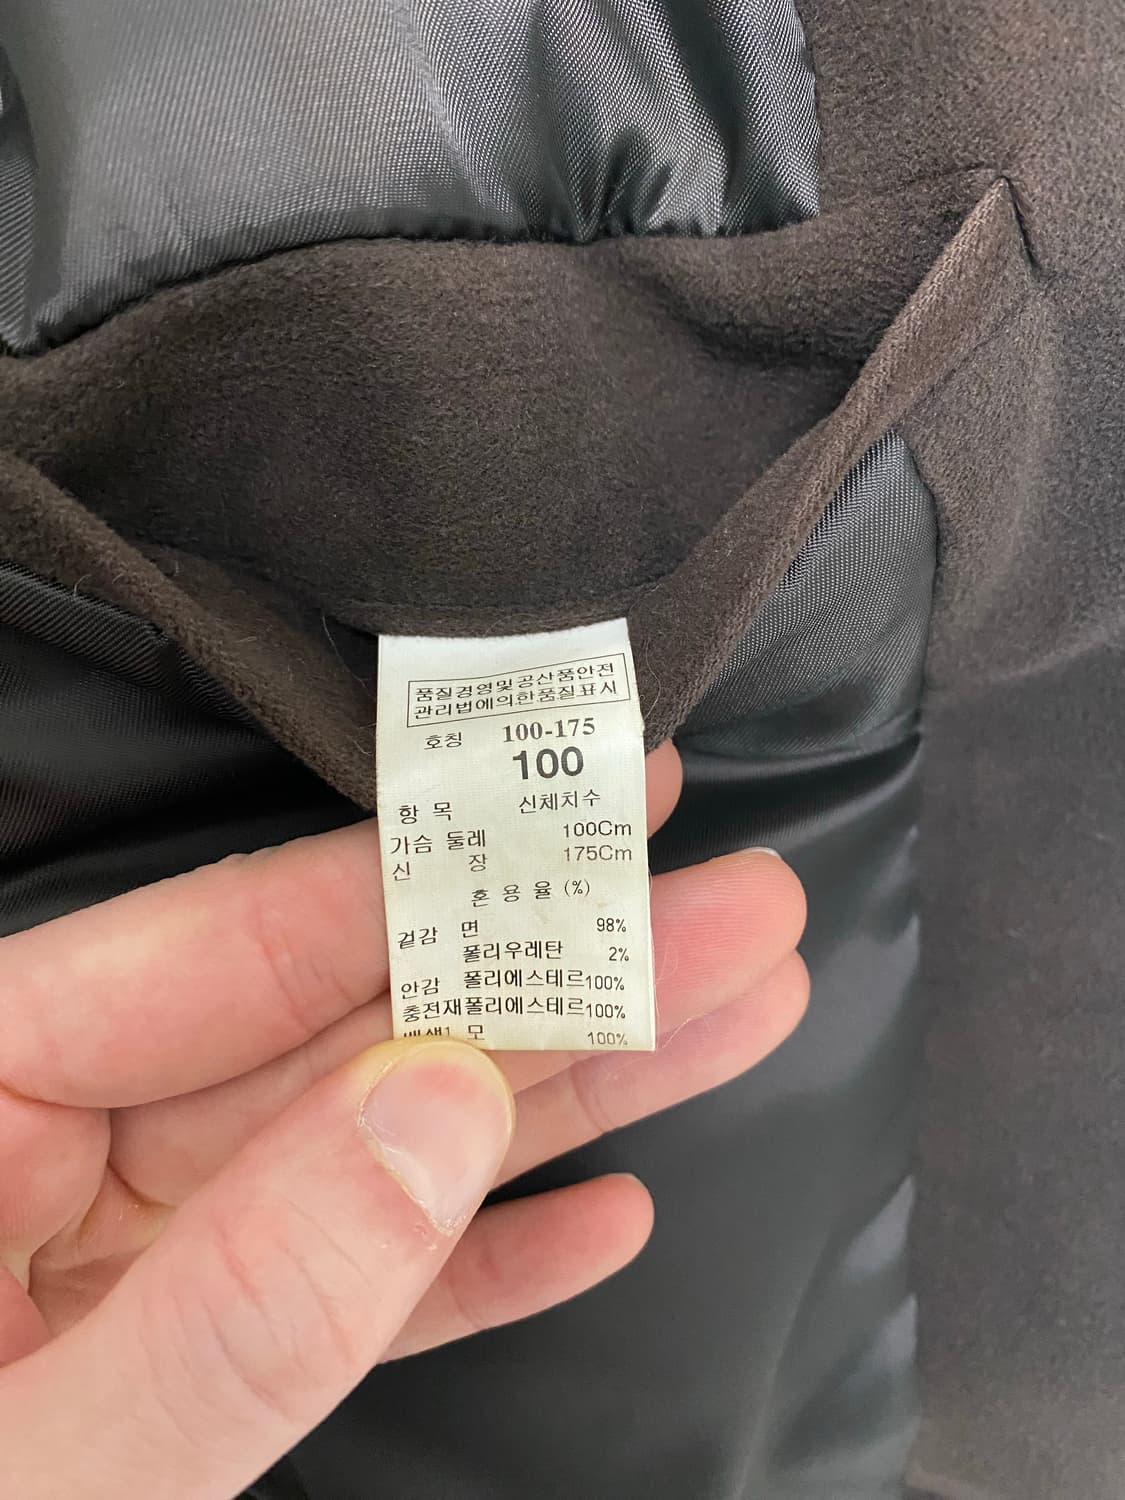 품질경영및공산품안전
관리법에의한품질표시
호칭 100-175
100
항 목 신체치수
가슴 둘레 100Cm
신 장 175Cm
혼 용 율 (%)
겉감 면 98%
폴리우레탄 2%
안감 폴리에스테르100%
충전재폴리에스테르100%
배색1 모 100%